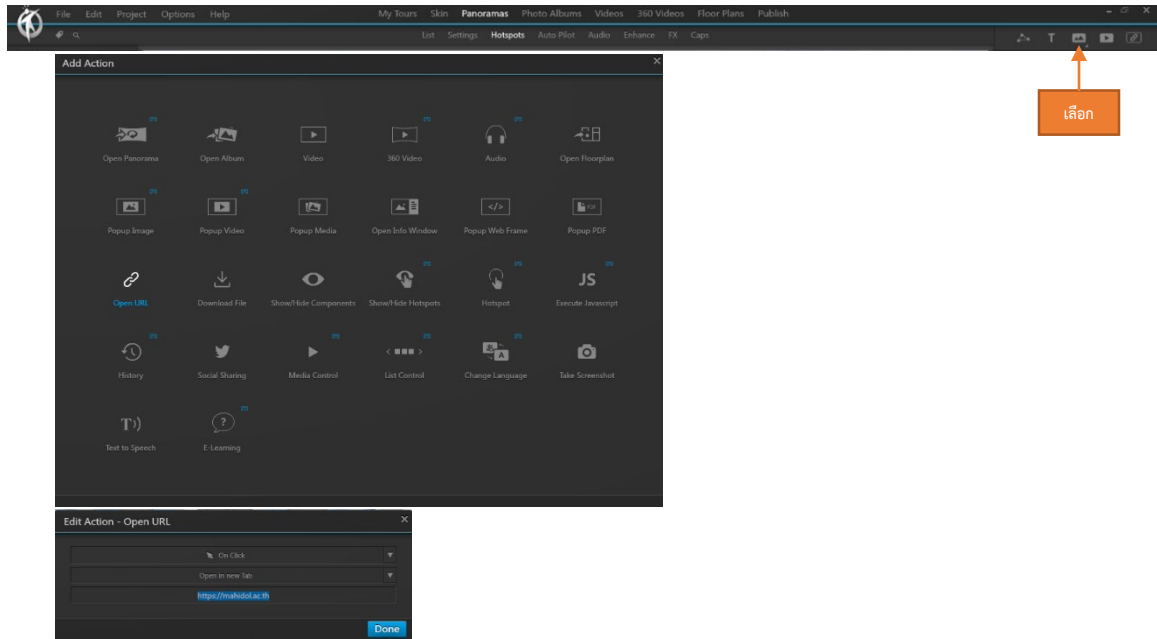 File Edit Project Options Help My Tours Skin Panoramas Photo Albums Videos 360 Videos Floor Plans Publish
List Settings Hotspots Auto Pilot Audio Enhance FX Caps
T
เลือก
Add Action
Open Panorama Open Album Video 360 Video Audio Open Floorplan
Popup Image Popup Video Popup Media Open Info Window Popup Web Frame Popup PDF
Open URL Download File Show/Hide Components Show/Hide Hotspots Hotspot Execute Javascript
JS
History Social Sharing Media Control List Control Change Language Take Screenshot
Text to Speech E-Learning
Edit Action - Open URL
On Click
Open in new Tab
https://mahidol.ac.th
Done